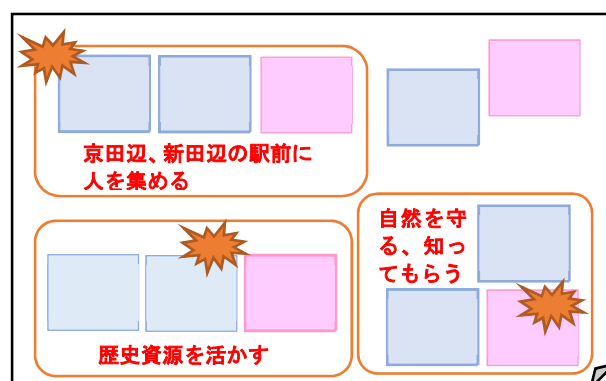 京田辺、新田辺の駅前に
人を集める
自然を守
る、知っ
てもらう
歴史資源を活かす